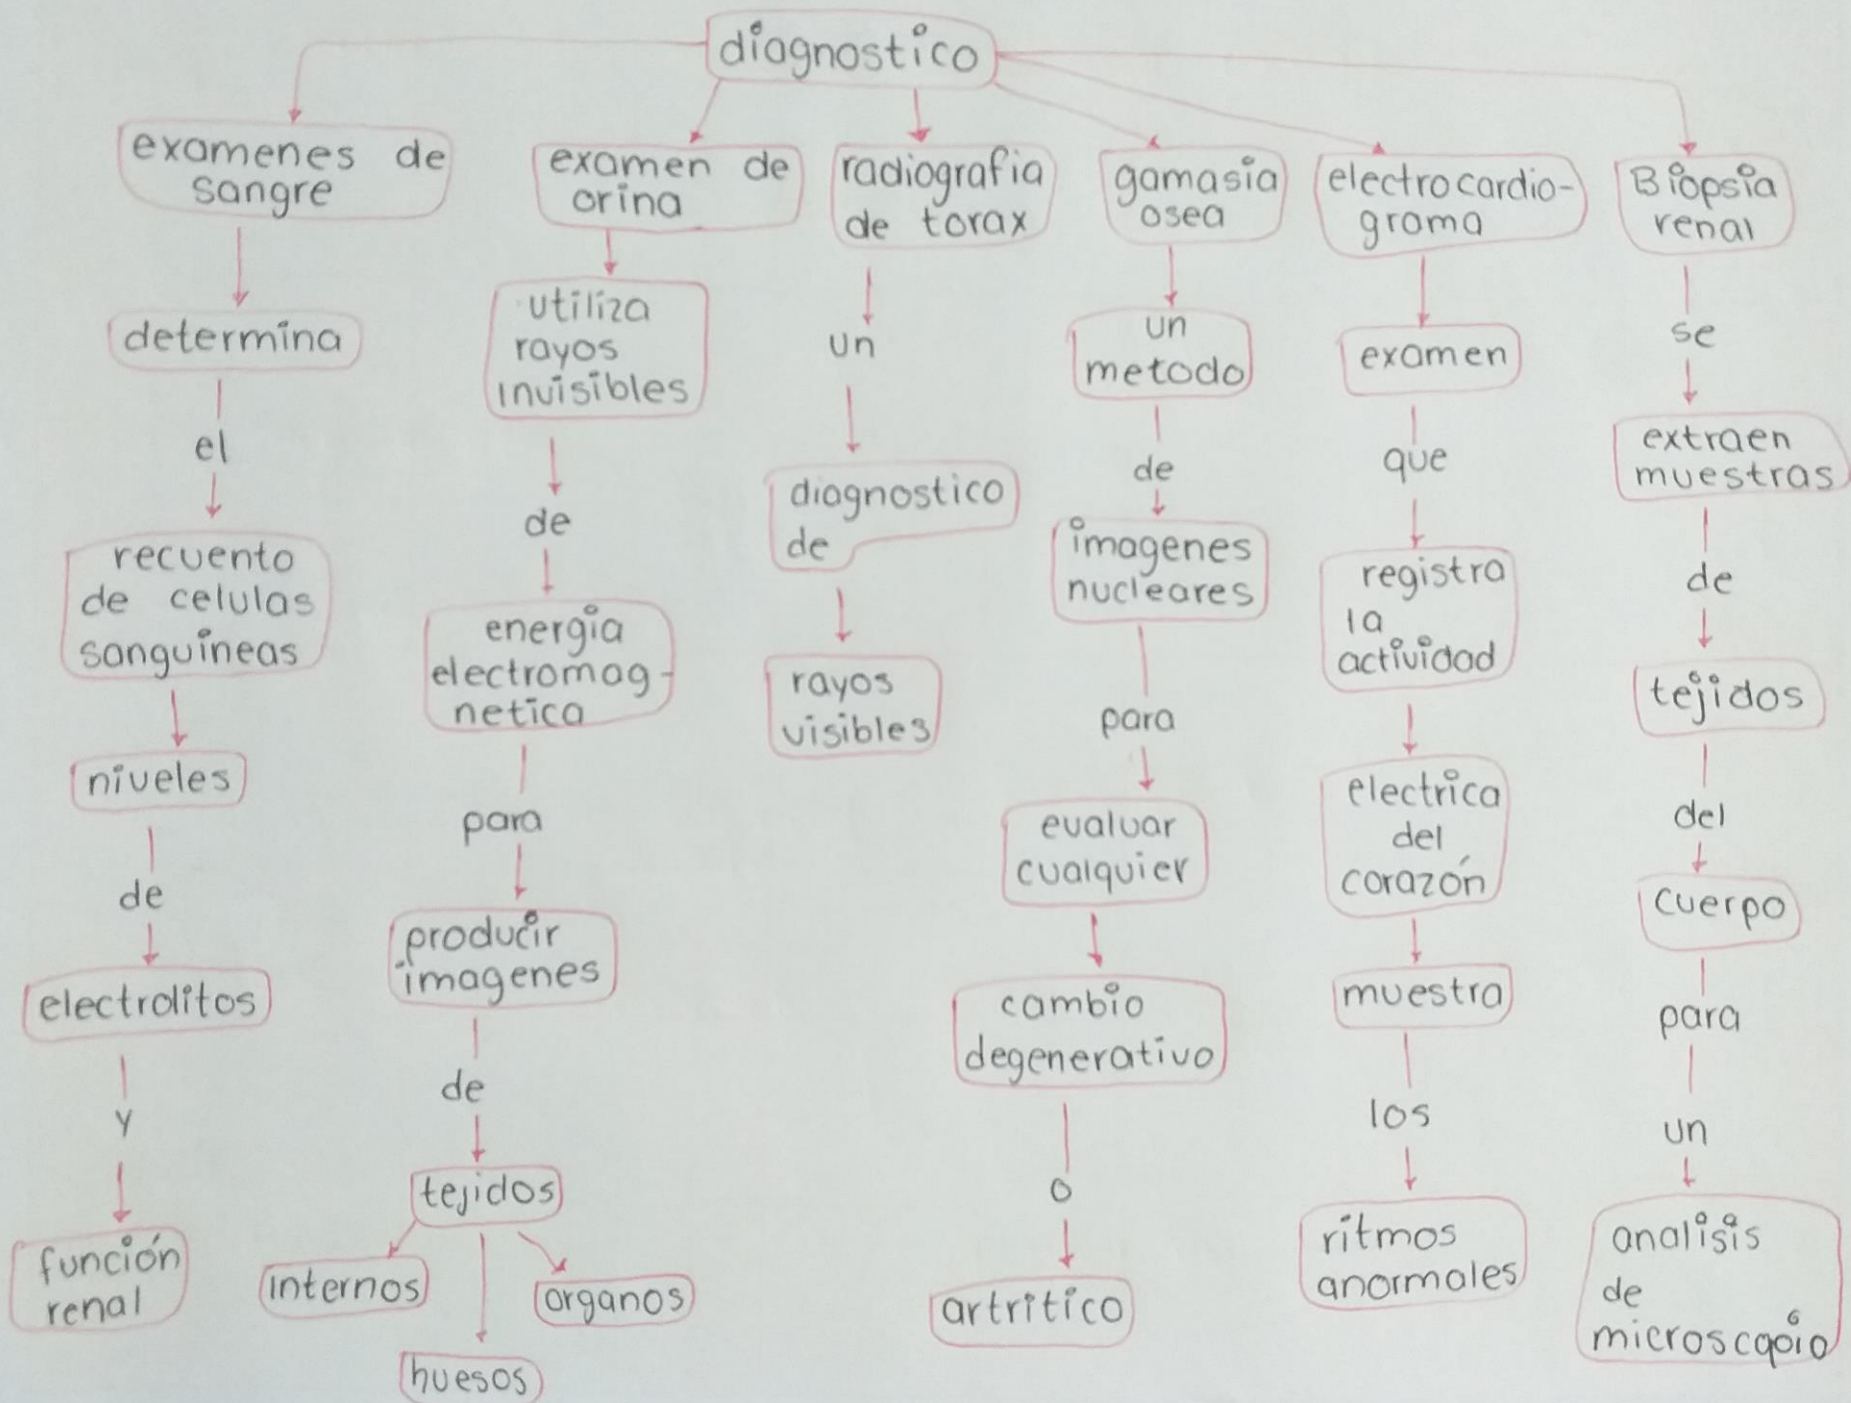 diagnostico
examenes de
sangre
determina
el
recuento
de celulas
sanguineas
niveles
de
electrolitos
y
función
renal
examen de
orina
utiliza
rayos
invisibles
de
energia
electromag-
netica
para
producir
imagenes
de
tejidos
internos
huesos
organos
radiografia
de torax
un
diagnostico
de
rayos
visibles
gamasia
osea
un
metodo
de
imagenes
nucleares
para
evaluar
cualquier
cambio
degenerativo
o
artritico
electrocardio-
grama
examen
que
registra
la
actividad
electrica
del
corazón
muestra
los
ritmos
anormales
Biopsia
renal
se
extraen
muestras
de
tejidos
del
cuerpo
para
un
analisis
de
microscopio